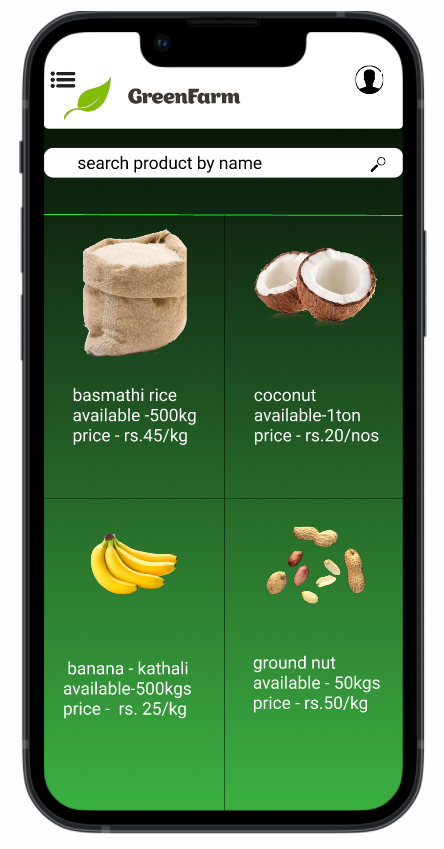 GreenFarm
search product by name
basmathi rice
available -500kg
price - rs.45/kg
coconut
available-1ton
price - rs.20/nos
banana - kathali
available-500kgs
price -  rs. 25/kg
ground nut
available - 50kgs
price - rs.50/kg